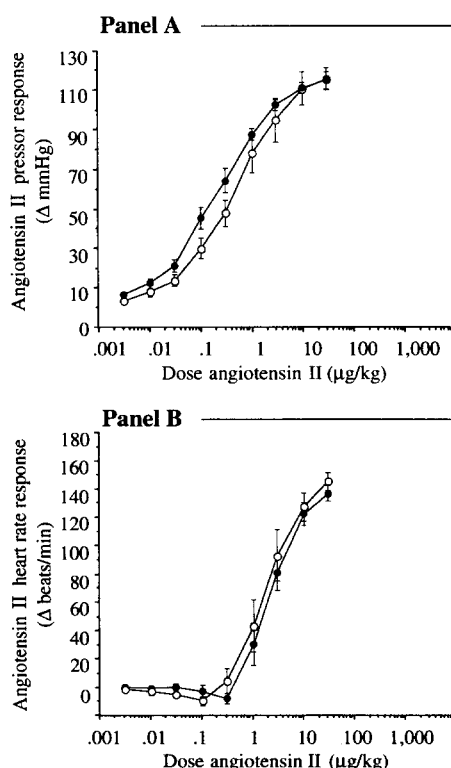 Panel A
Angiotensin II pressor response
(Δ mmHg)
130
110
90
70
50
30
10
0
.001 .01 .1 1 10 100 1,000
Dose angiotensin II (μg/kg)
Panel B
Angiotensin II heart rate response
(Δ beats/min)
180
160
140
120
100
80
60
40
20
0
.001 .01 .1 1 10 100 1,000
Dose angiotensin II (μg/kg)